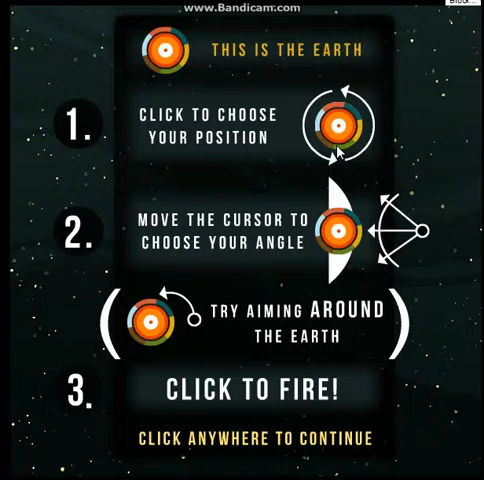 www.Bandicam.com
Block...
THIS IS THE EARTH
1.
CLICK TO CHOOSE
YOUR POSITION
2.
MOVE THE CURSOR TO
CHOOSE YOUR ANGLE
(TRY AIMING AROUND
THE EARTH)
3.
CLICK TO FIRE!
CLICK ANYWHERE TO CONTINUE